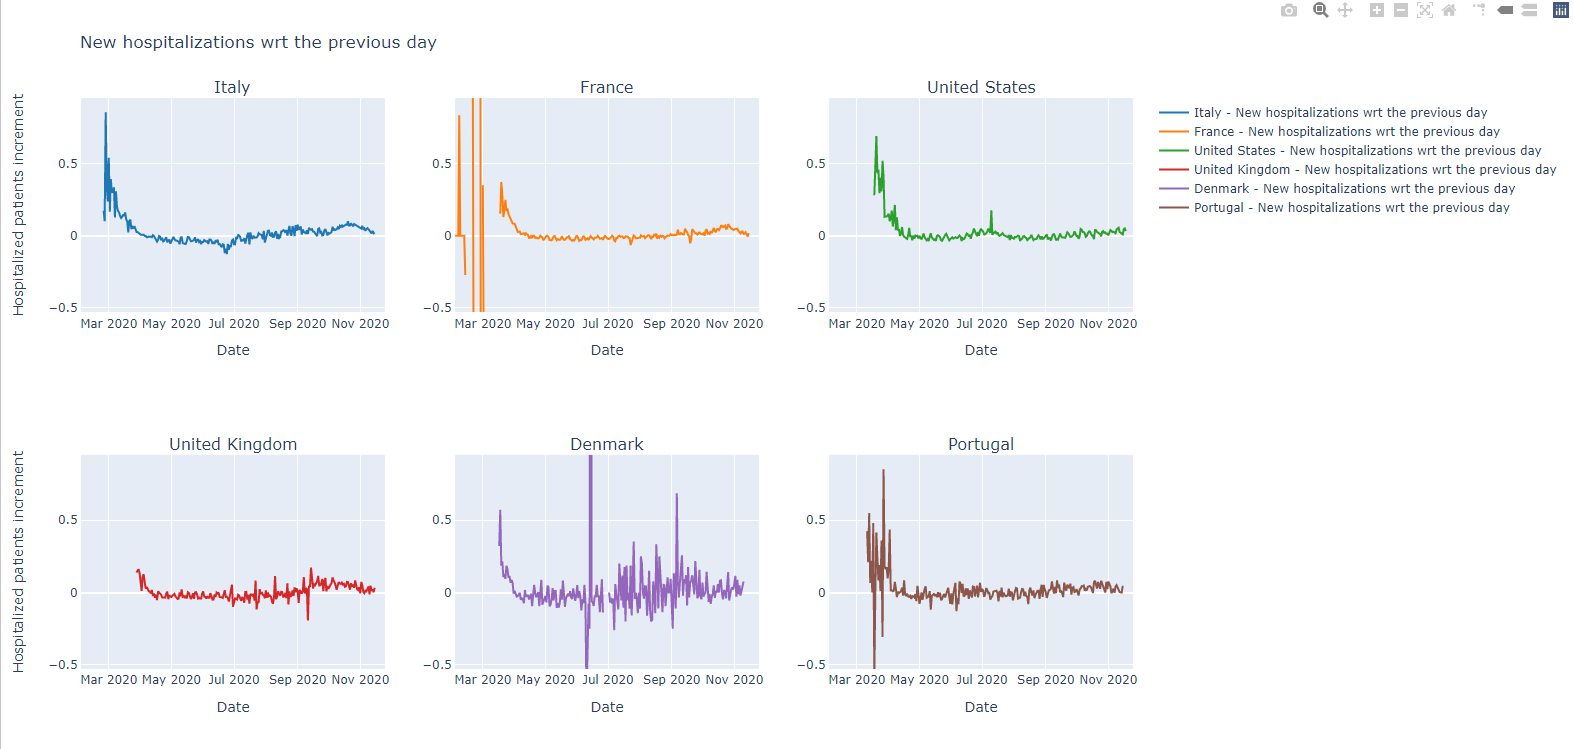 New hospitalizations wrt the previous day
Italy
France
United States
Hospitalized patients increment
0.5
0
−0.5
0.5
0
−0.5
0.5
0
−0.5
Mar 2020 May 2020 Jul 2020 Sep 2020 Nov 2020
Mar 2020 May 2020 Jul 2020 Sep 2020 Nov 2020
Mar 2020 May 2020 Jul 2020 Sep 2020 Nov 2020
Date
Date
Date
Italy - New hospitalizations wrt the previous day
France - New hospitalizations wrt the previous day
United States - New hospitalizations wrt the previous day
United Kingdom - New hospitalizations wrt the previous day
Denmark - New hospitalizations wrt the previous day
Portugal - New hospitalizations wrt the previous day
United Kingdom
Denmark
Portugal
Hospitalized patients increment
0.5
0
−0.5
0.5
0
−0.5
0.5
0
−0.5
Mar 2020 May 2020 Jul 2020 Sep 2020 Nov 2020
Mar 2020 May 2020 Jul 2020 Sep 2020 Nov 2020
Mar 2020 May 2020 Jul 2020 Sep 2020 Nov 2020
Date
Date
Date